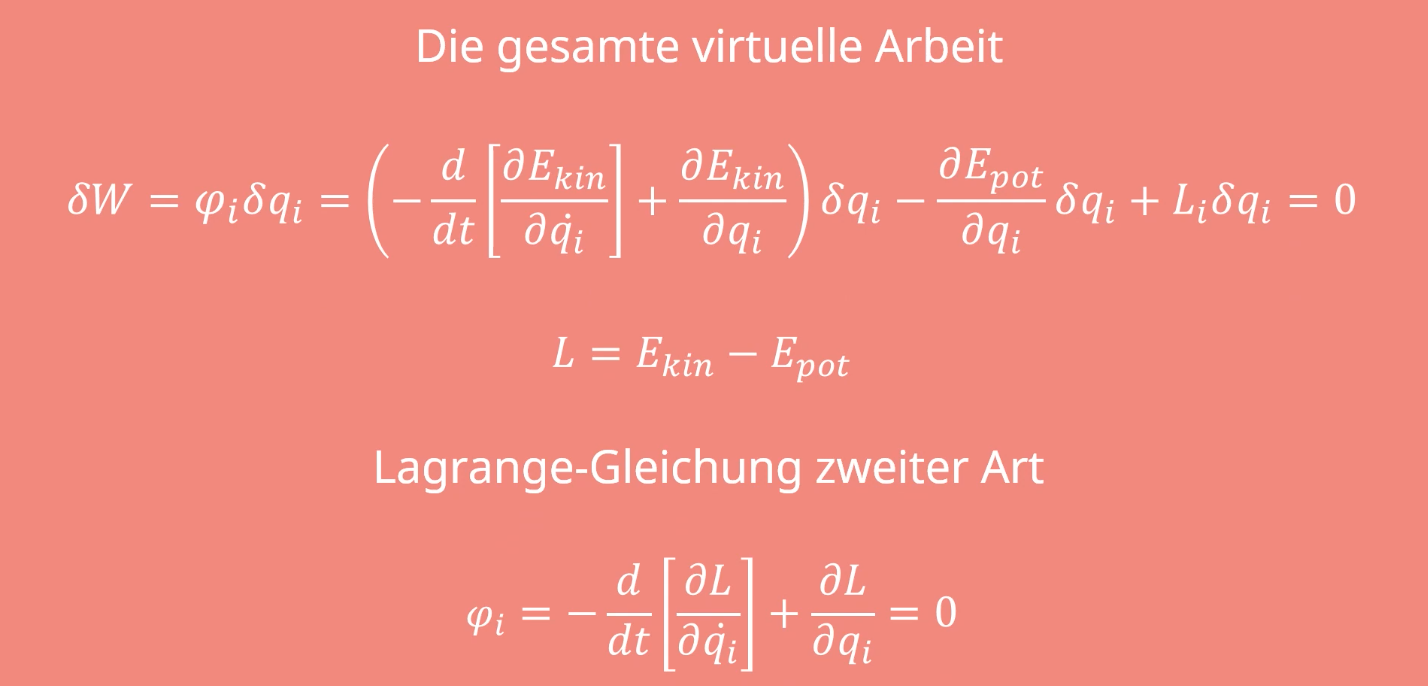 Die gesamte virtuelle Arbeit
δW = φᵢδqᵢ = (− d/dt [∂E_kin/∂q̇ᵢ] + ∂E_kin/∂qᵢ) δqᵢ − ∂E_pot/∂qᵢ δqᵢ + Lᵢδqᵢ = 0
L = E_kin − E_pot
Lagrange-Gleichung zweiter Art
φᵢ = − d/dt [∂L/∂q̇ᵢ] + ∂L/∂qᵢ = 0